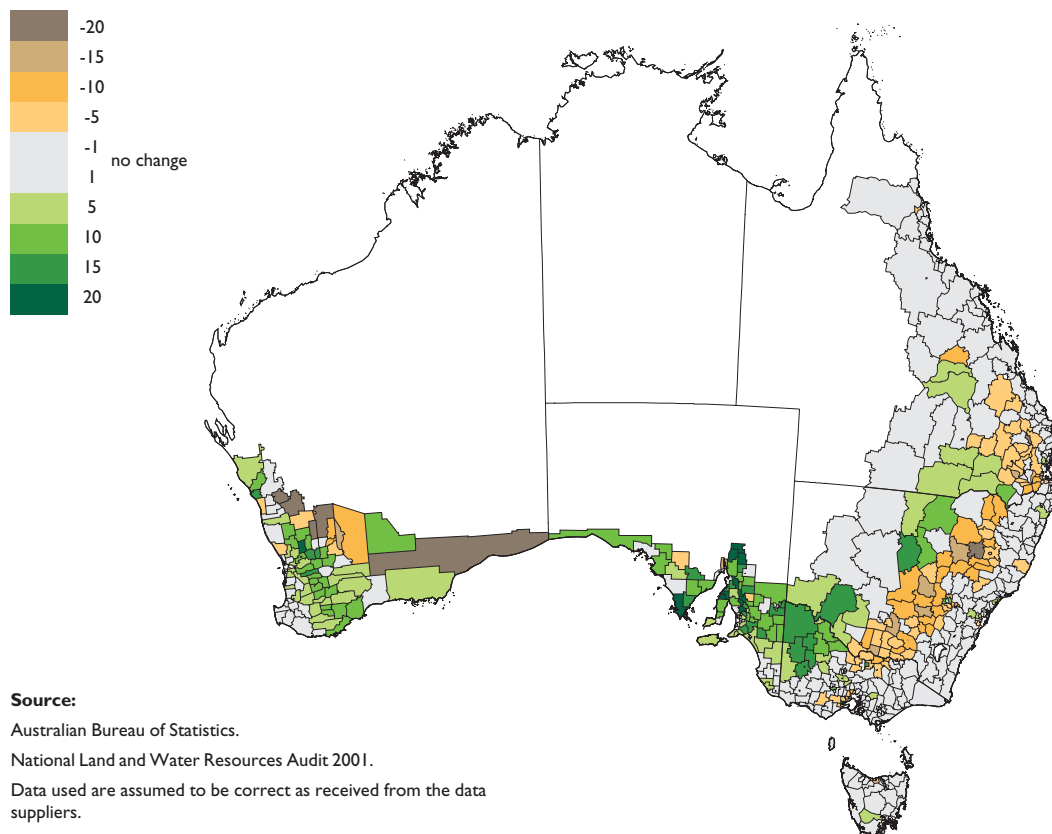 -20
-15
-10
-5
-1
no change
1
5
10
15
20
Source:
Australian Bureau of Statistics.
National Land and Water Resources Audit 2001.
Data used are assumed to be correct as received from the data
suppliers.